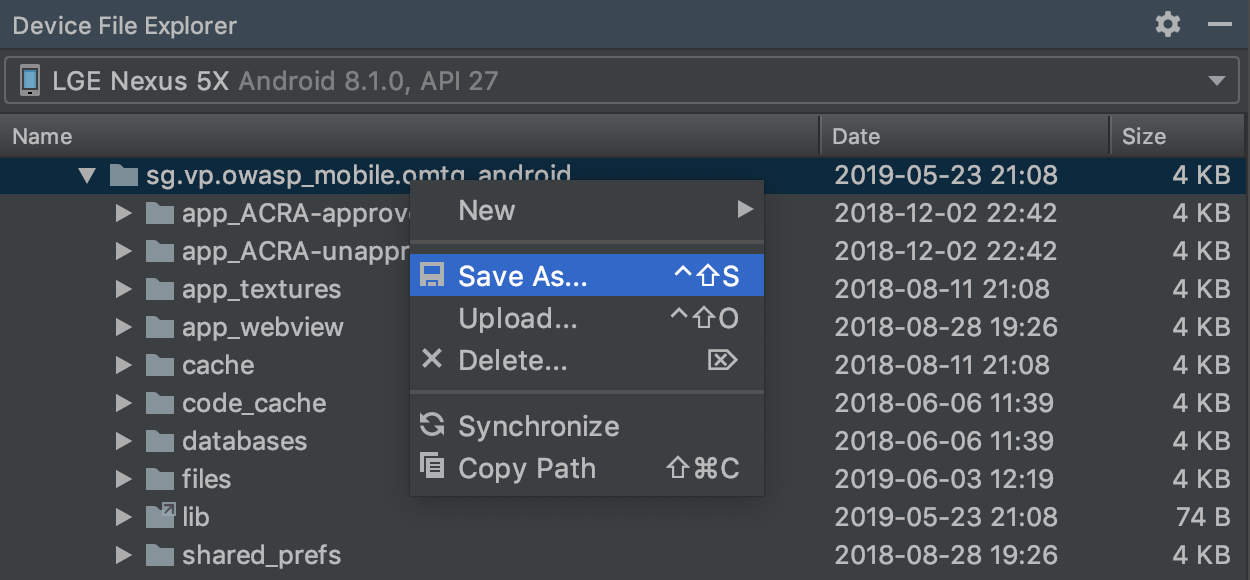 Device File Explorer
LGE Nexus 5X Android 8.1.0, API 27
Name Date Size
sg.vp.owasp_mobile.omtg_android 2019-05-23 21:08 4 KB
app_ACRA-approve 2018-12-02 22:42 4 KB
app_ACRA-unappr 2018-12-02 22:42 4 KB
app_textures 2018-08-11 21:08 4 KB
app_webview 2018-08-28 19:26 4 KB
cache 2018-08-11 21:08 4 KB
code_cache 2018-06-06 11:39 4 KB
databases 2018-06-06 11:39 4 KB
files 2019-06-03 12:19 4 KB
lib 2019-05-23 21:08 74 B
shared_prefs 2018-08-28 19:26 4 KB
New
Save As... ^⇧S
Upload... ^⇧O
Delete... ⌦
Synchronize
Copy Path ⇧⌘C